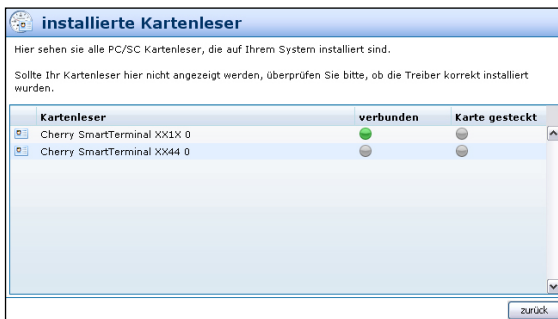 installierte Kartenleser
Hier sehen sie alle PC/SC Kartenleser, die auf Ihrem System installiert sind.
Sollte Ihr Kartenleser hier nicht angezeigt werden, überprüfen Sie bitte, ob die Treiber korrekt installiert
wurden.
Kartenleser verbunden Karte gesteckt
Cherry SmartTerminal XX1X 0
Cherry SmartTerminal XX44 0
zurück